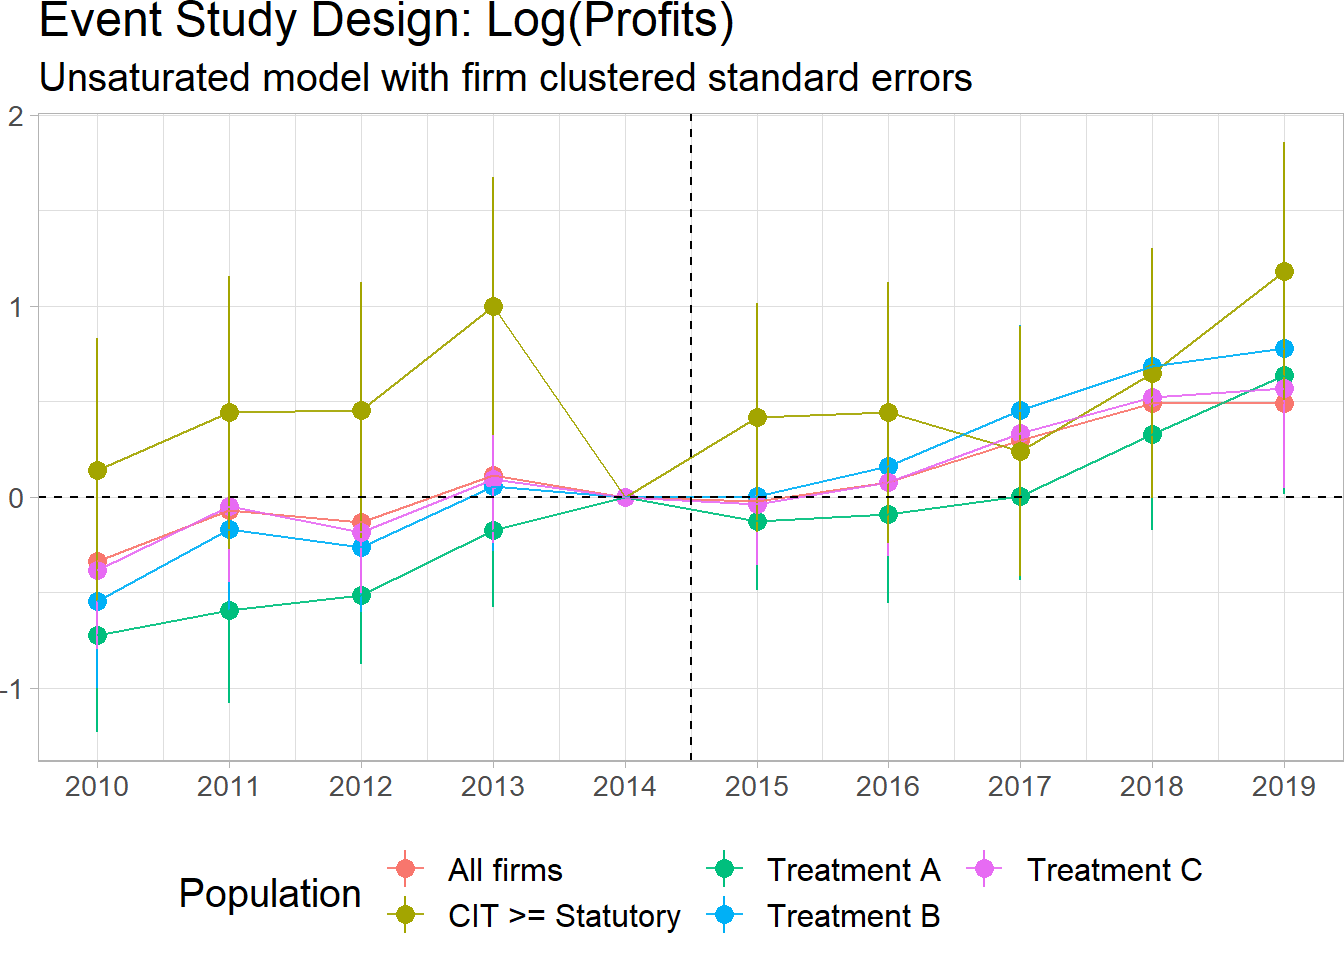 Event Study Design: Log(Profits)
Unsaturated model with firm clustered standard errors
2
1
0
-1
2010 2011 2012 2013 2014 2015 2016 2017 2018 2019
Population
All firms Treatment A Treatment C
CIT >= Statutory Treatment B